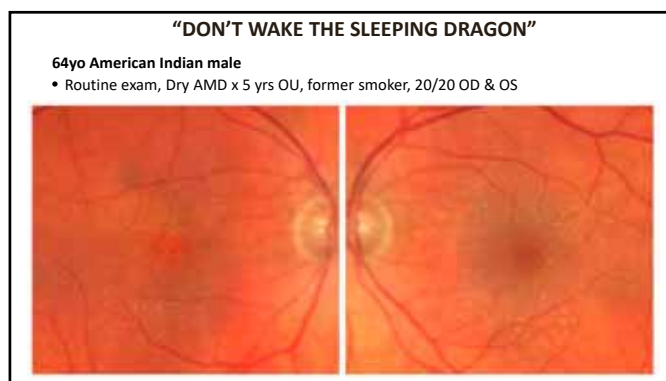 “DON’T WAKE THE SLEEPING DRAGON”
64yo American Indian male
• Routine exam, Dry AMD x 5 yrs OU, former smoker, 20/20 OD & OS